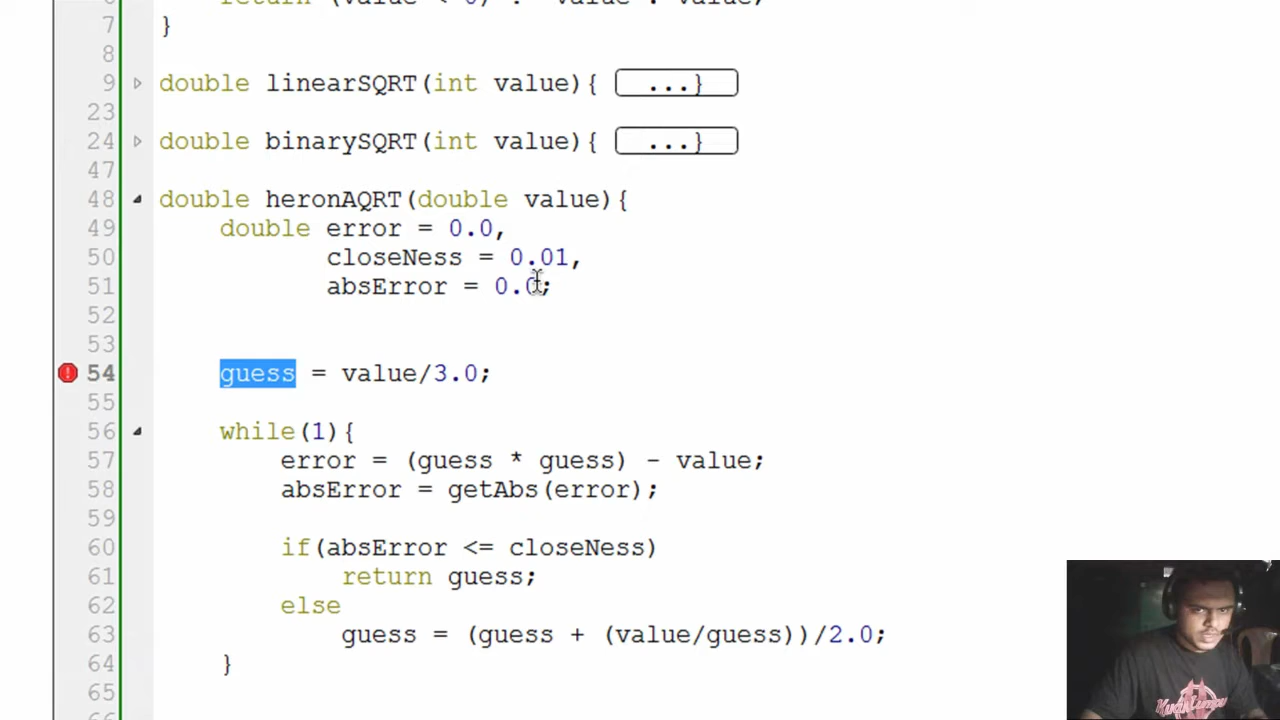 7 }
8
9 double linearSQRT(int value){ ...}
23
24 double binarySQRT(int value){ ...}
47
48 double heronAQRT(double value){
49 double error = 0.0,
50 closeNess = 0.01,
51 absError = 0.0;
52
53
54 guess = value/3.0;
55
56 while(1){
57 error = (guess * guess) - value;
58 absError = getAbs(error);
59
60 if(absError <= closeNess)
61 return guess;
62 else
63 guess = (guess + (value/guess))/2.0;
64 }
65